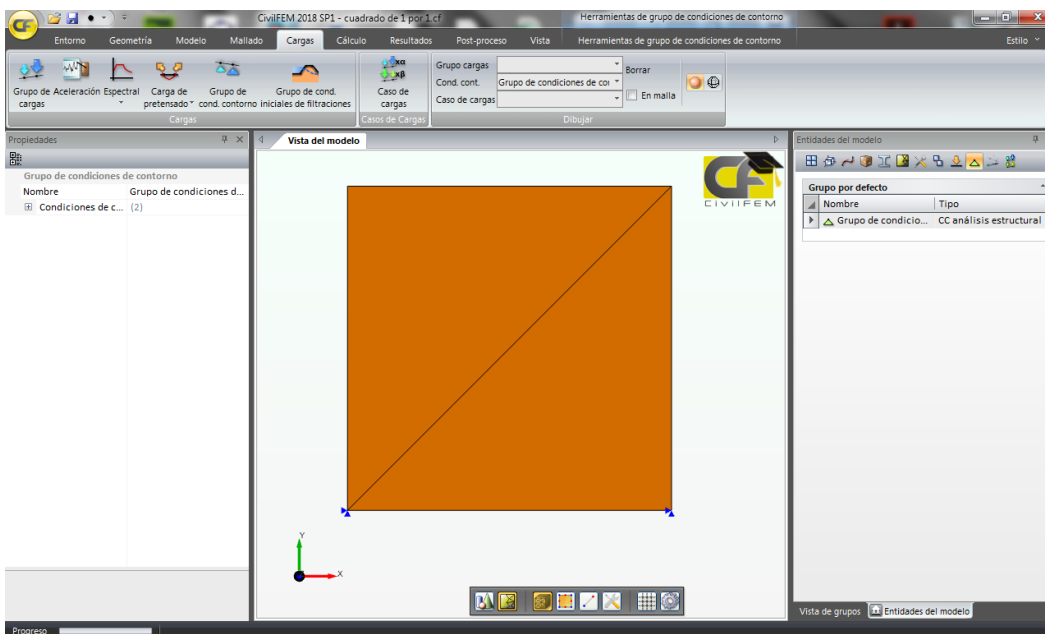 CivilFEM 2018 SP1 - cuadrado de 1 por 1.cf
Herramientas de grupo de condiciones de contorno
CF
Entorno Geometría Modelo Mallado Cargas Cálculo Resultados Post-proceso Vista Herramientas de grupo de condiciones de contorno Estilo
Grupo de cargas
Aceleración
Espectral
Carga de pretensado
Grupo de cond. contorno
Grupo de cond. iniciales de filtraciones
Cargas
xα
xβ
Caso de cargas
Casos de Cargas
Grupo cargas
Cond. cont. Grupo de condiciones de cor
Caso de cargas
Borrar
En malla
Dibujar
Propiedades
Grupo de condiciones de contorno
Nombre Grupo de condiciones d...
Condiciones de c... (2)
Vista del modelo
CF
CIVILFEM
Y
X
Entidades del modelo
Grupo por defecto
Nombre Tipo
Grupo de condicio... CC análisis estructural
Vista de grupos Entidades del modelo
Progreso